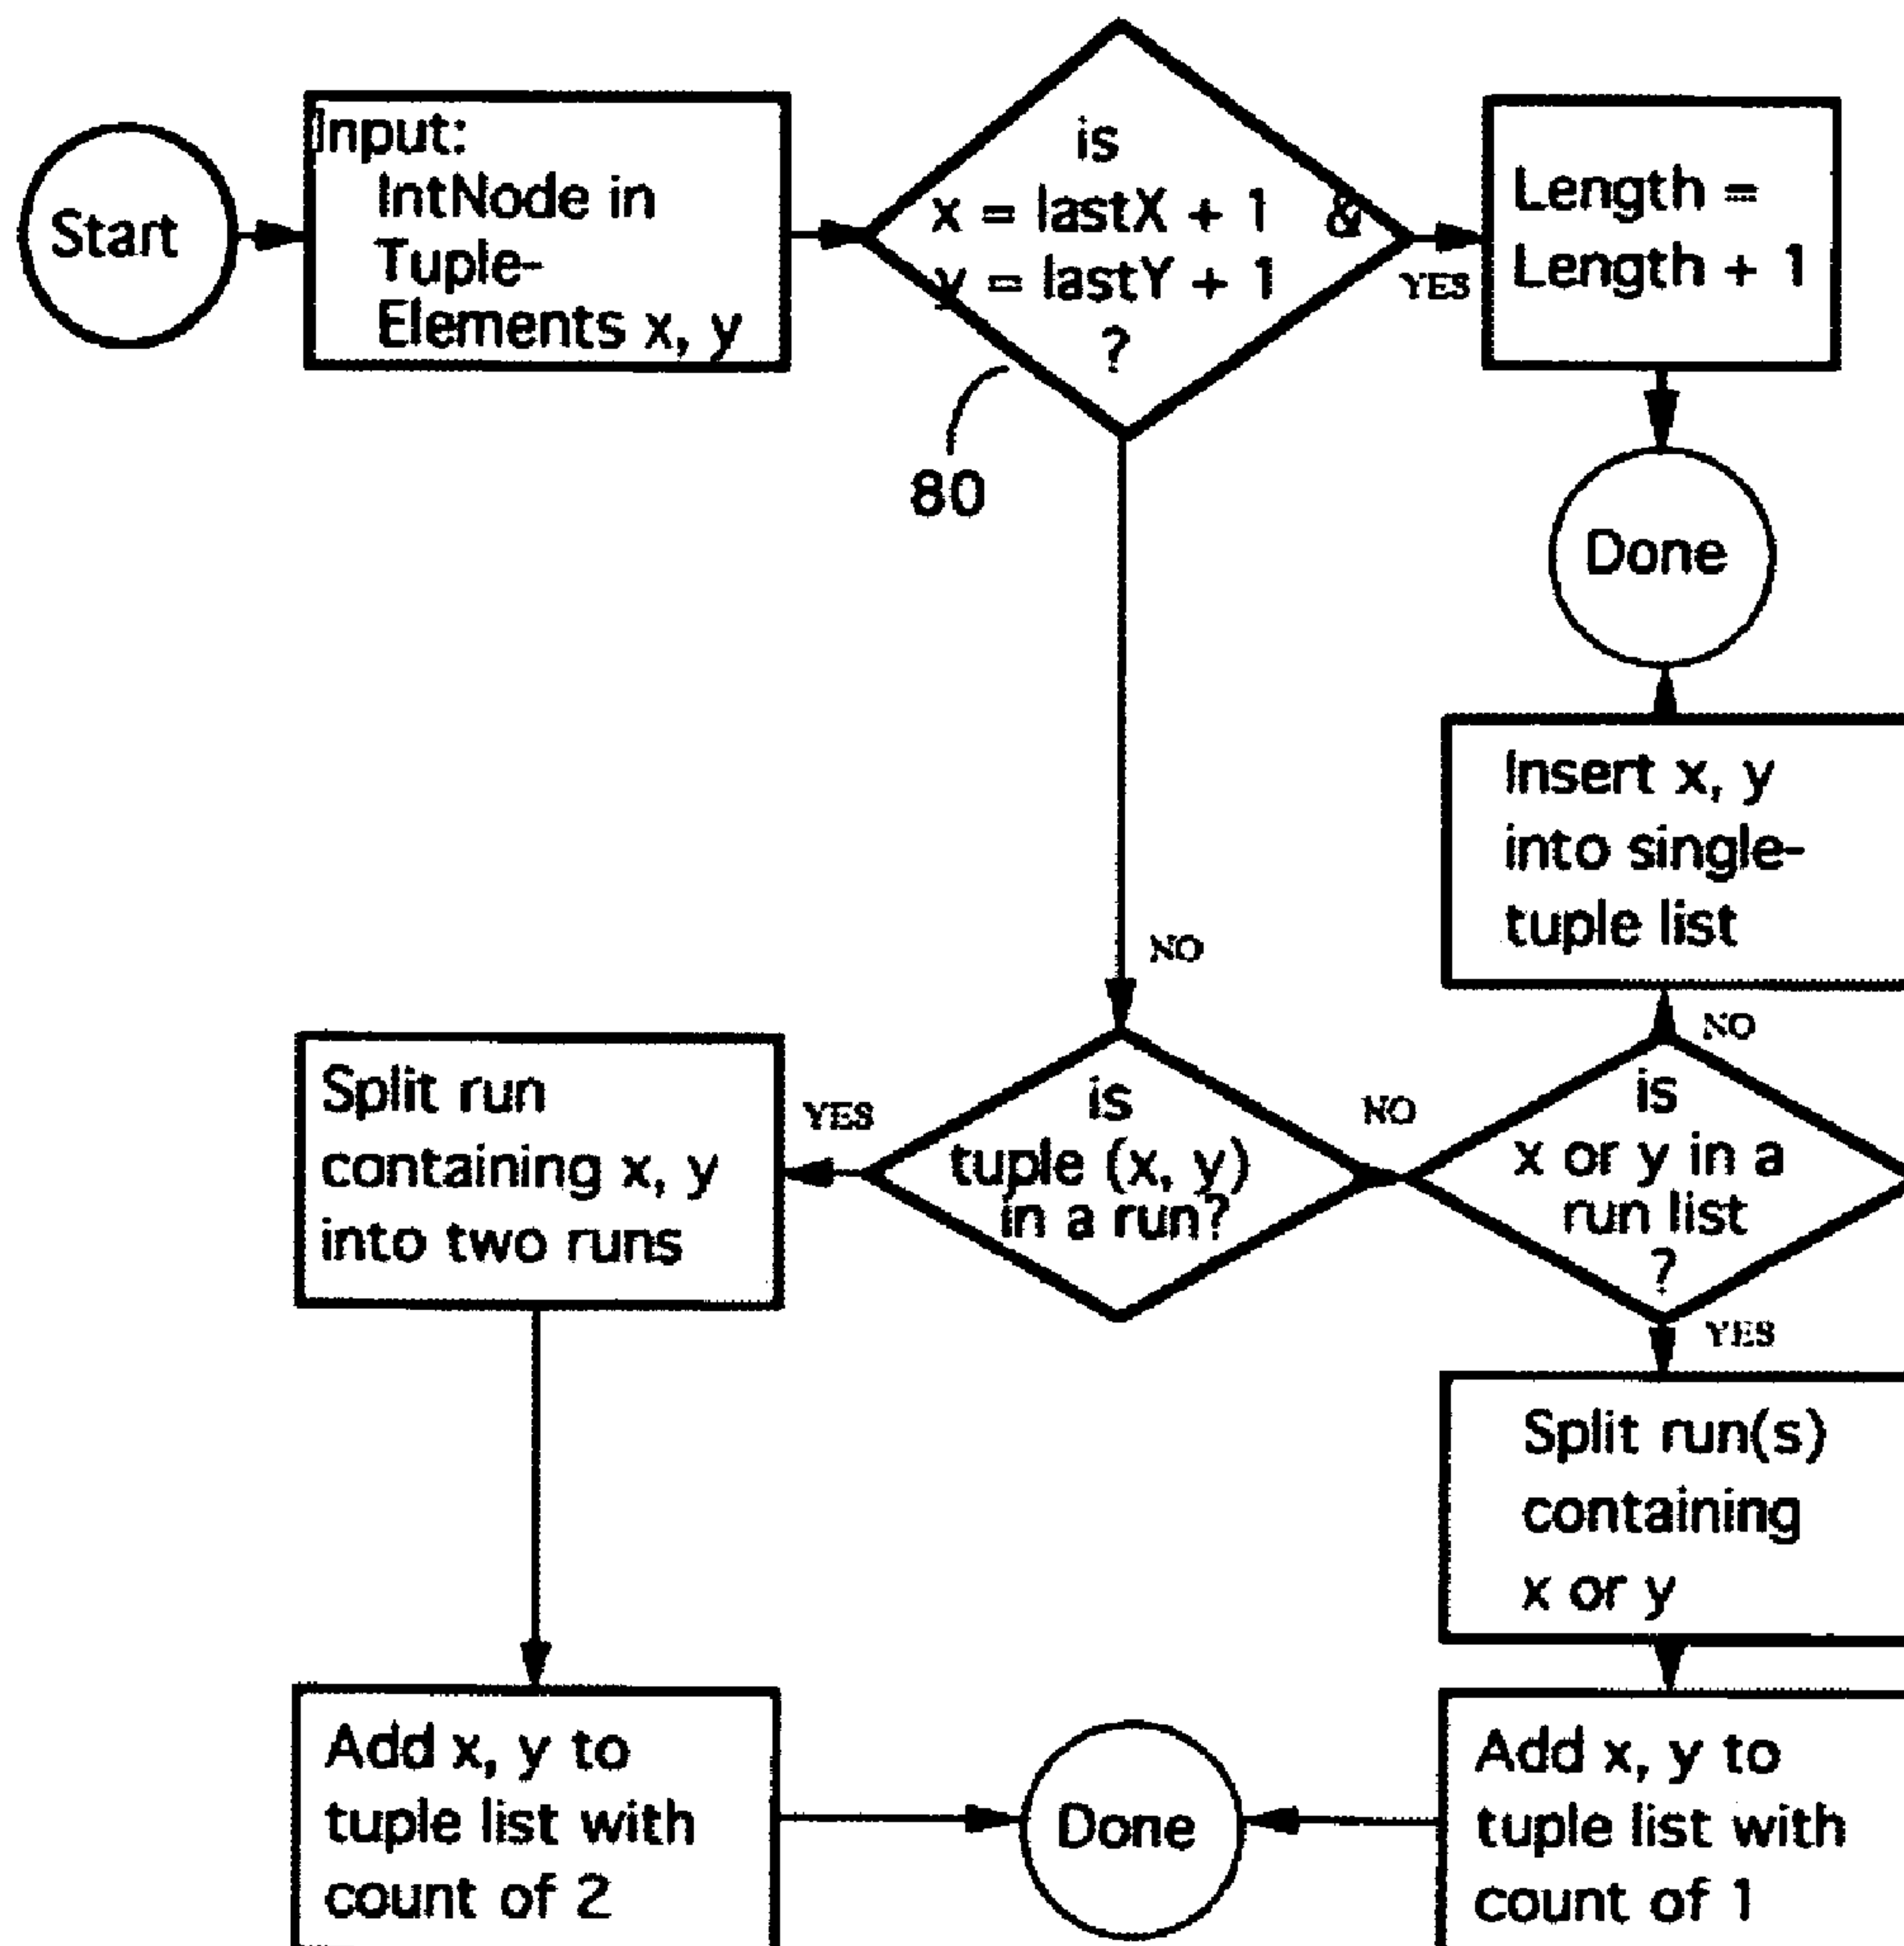 Start
Input:
IntNode in
Tuple-
Elements x, y
is
x = lastX + 1 &
y = lastY + 1
?
YES
Length =
Length + 1
80
Done
Insert x, y
into single-
tuple list
NO
NO
Split run
containing x, y
into two runs
YES
is
tuple (x, y)
in a run?
NO
is
x or y in a
run list
?
YES
Split run(s)
containing
x or y
Add x, y to
tuple list with
count of 2
Done
Add x, y to
tuple list with
count of 1